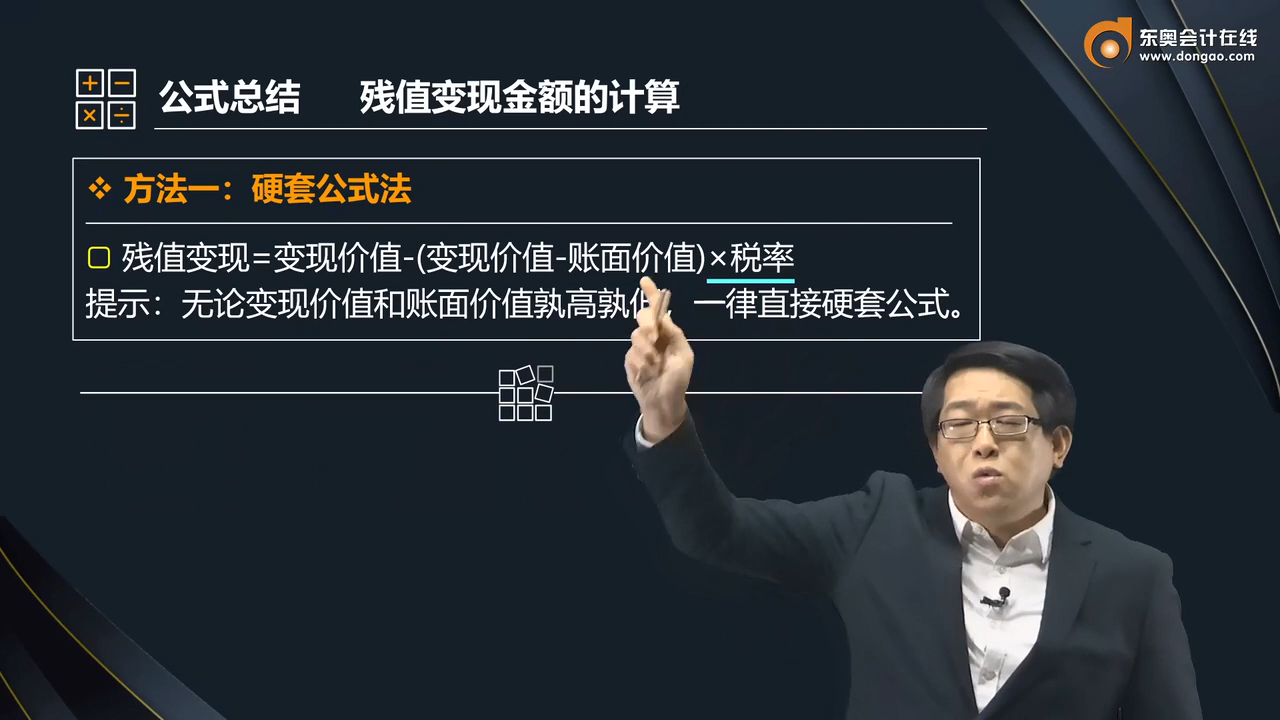 东奥会计在线
www.dongao.com
公式总结 残值变现金额的计算
方法一：硬套公式法
残值变现=变现价值-(变现价值-账面价值)×税率
提示：无论变现价值和账面价值孰高孰低，一律直接硬套公式。